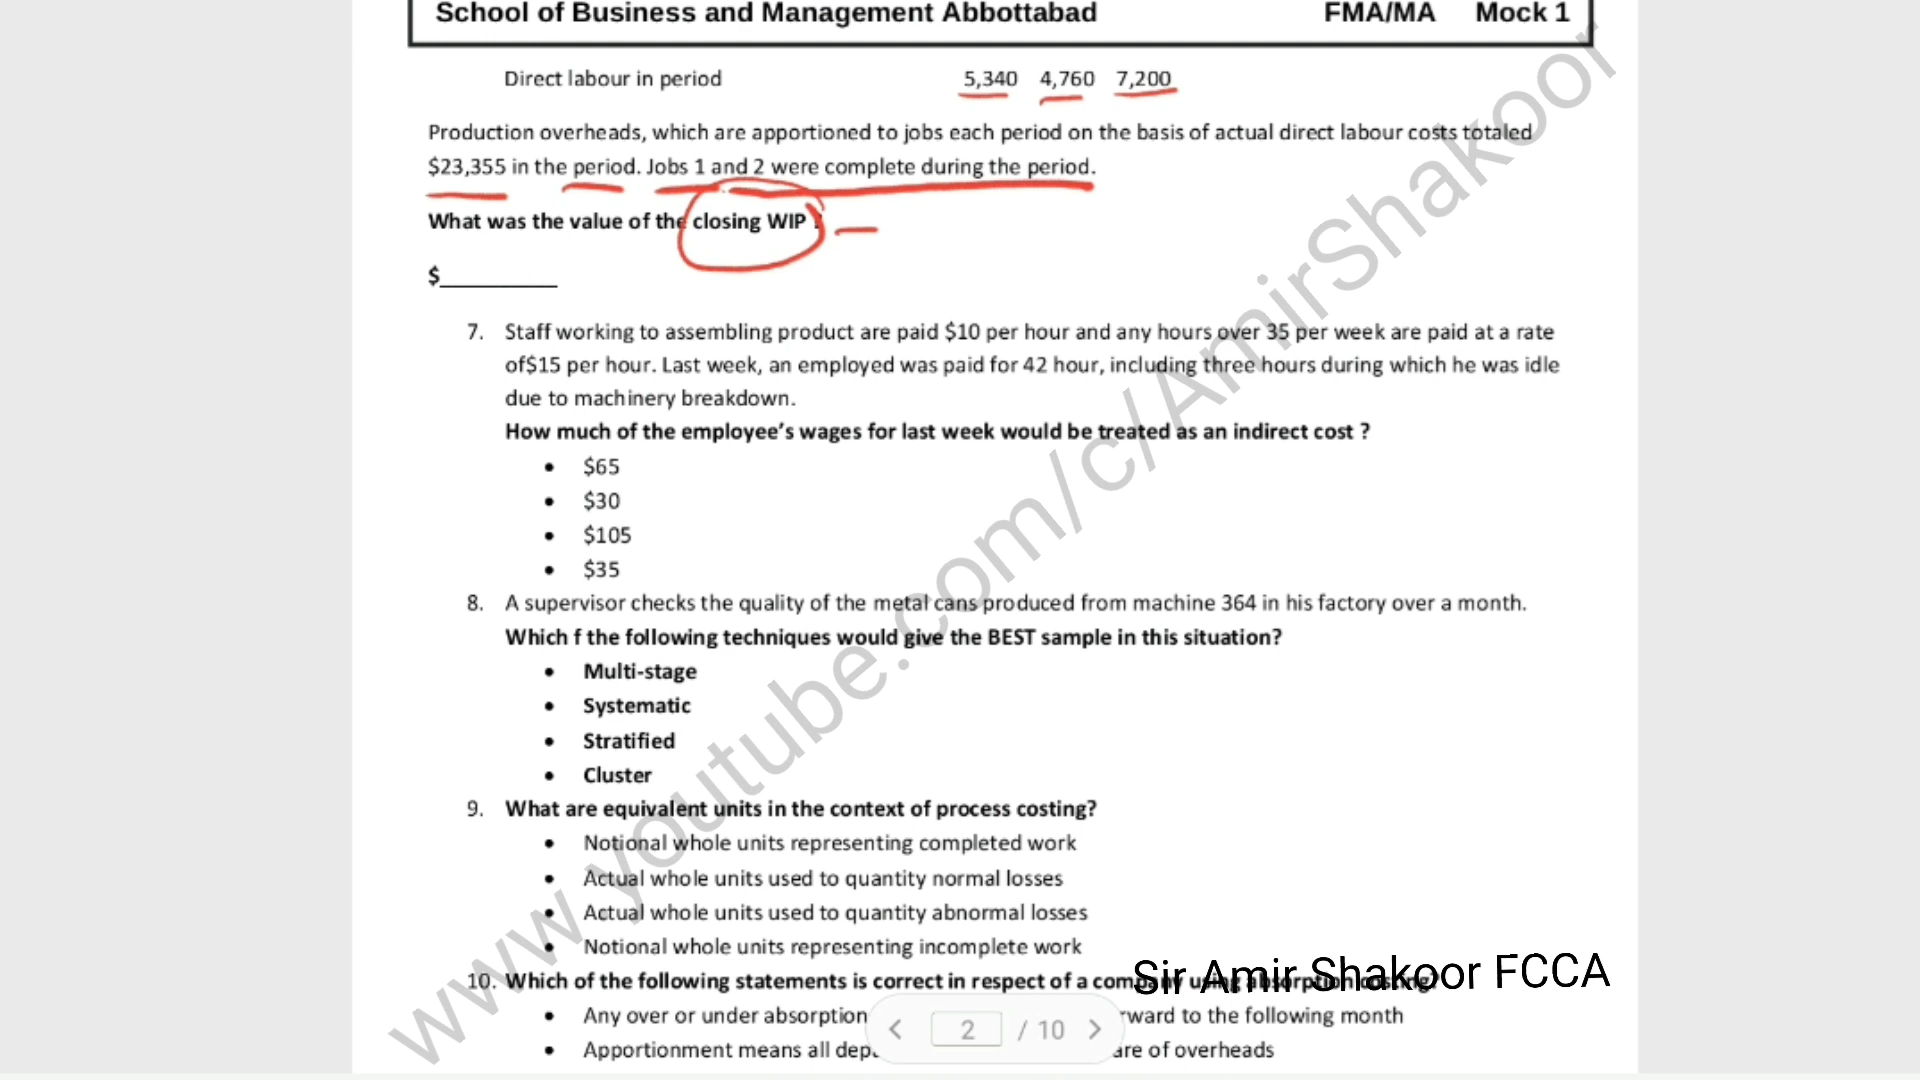 School of Business and Management Abbottabad FMA/MA Mock 1
Direct labour in period 5,340 4,760 7,200
Production overheads, which are apportioned to jobs each period on the basis of actual direct labour costs totaled
$23,355 in the period. Jobs 1 and 2 were complete during the period.
What was the value of the closing WIP ?
$__________
7. Staff working to assembling product are paid $10 per hour and any hours over 35 per week are paid at a rate
of$15 per hour. Last week, an employed was paid for 42 hour, including three hours during which he was idle
due to machinery breakdown.
How much of the employee's wages for last week would be treated as an indirect cost ?
• $65
• $30
• $105
• $35
8. A supervisor checks the quality of the metal cans produced from machine 364 in his factory over a month.
Which f the following techniques would give the BEST sample in this situation?
• Multi-stage
• Systematic
• Stratified
• Cluster
9. What are equivalent units in the context of process costing?
• Notional whole units representing completed work
• Actual whole units used to quantity normal losses
• Actual whole units used to quantity abnormal losses
• Notional whole units representing incomplete work
10. Which of the following statements is correct in respect of a company using absorption costing?
• Any over or under absorption rward to the following month
• Apportionment means all dep are of overheads
Sir Amir Shakoor FCCA
2 / 10
www.youtube.com/c/AmirShakoor